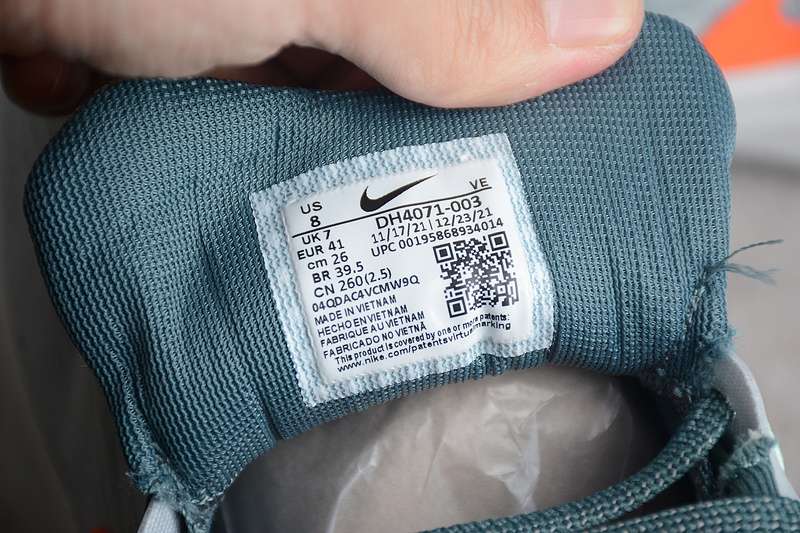 US
8
VE
UK 7
DH4071-003
EUR 41
11/17/21 | 12/23/21
cm 26
UPC 00195868934014
BR 39.5
CN 260(2.5)
04QDAC4VCMW9Q
MADE IN VIETNAM
HECHO EN VIETNAM
FABRIQUE AU VIETNAM
FABRICADO NO VIETNÃ
This product is covered by one or more patents:
www.nike.com/patentsvirtualmarking